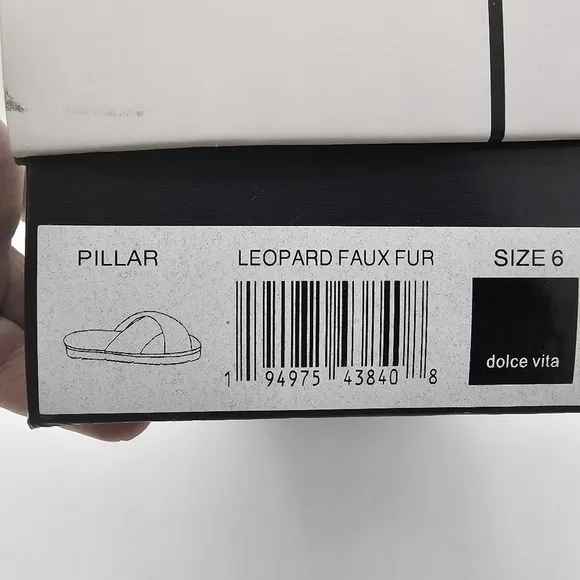 PILLAR LEOPARD FAUX FUR SIZE 6
dolce vita
1 94975 43840 8